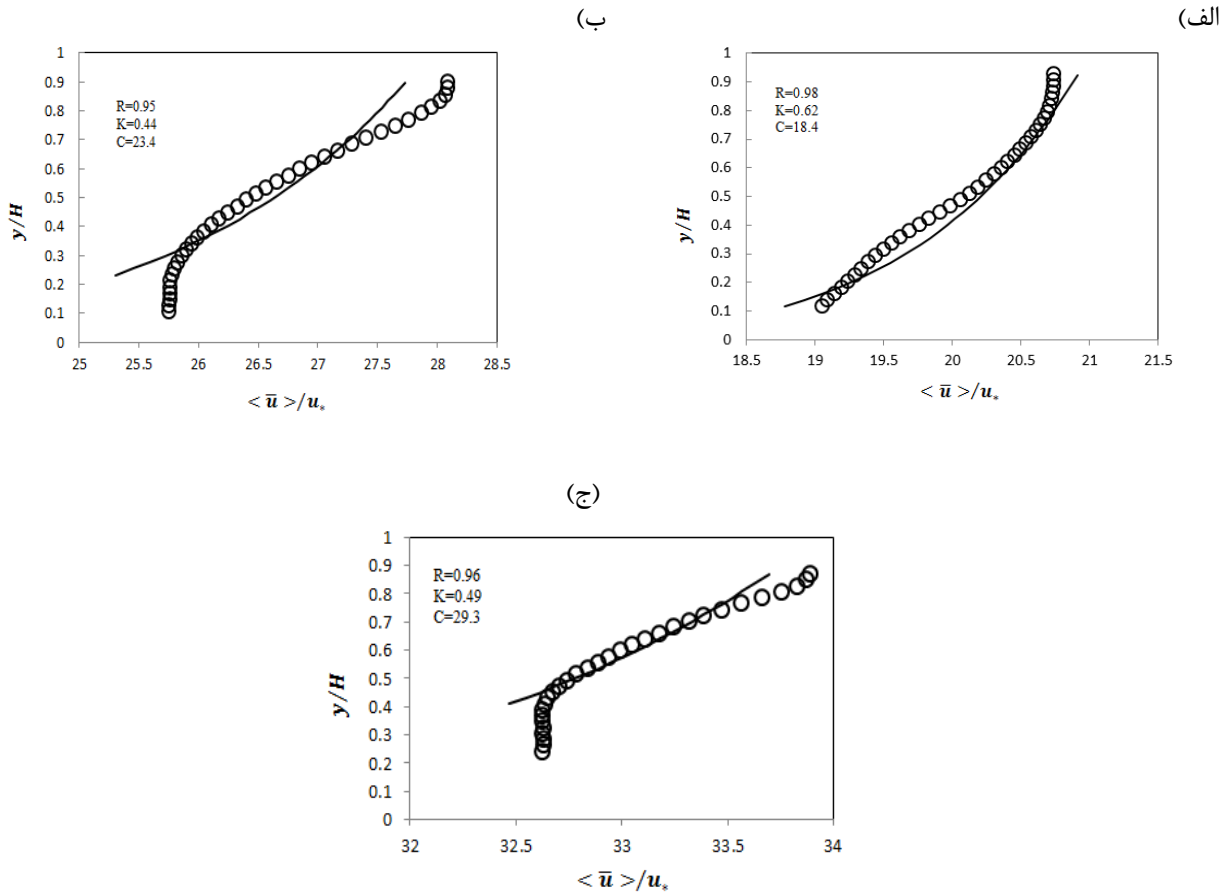 الف)
1
0.9
0.8
0.7
0.6
0.5
0.4
0.3
0.2
0.1
0
R=0.98
K=0.62
C=18.4
y/H
18.5 19 19.5 20 20.5 21 21.5
< u̅ >/u*
ب)
1
0.9
0.8
0.7
0.6
0.5
0.4
0.3
0.2
0.1
0
R=0.95
K=0.44
C=23.4
y/H
25 25.5 26 26.5 27 27.5 28 28.5
< u̅ >/u*
(ج)
1
0.9
0.8
0.7
0.6
0.5
0.4
0.3
0.2
0.1
0
R=0.96
K=0.49
C=29.3
y/H
32 32.5 33 33.5 34
< u̅ >/u*